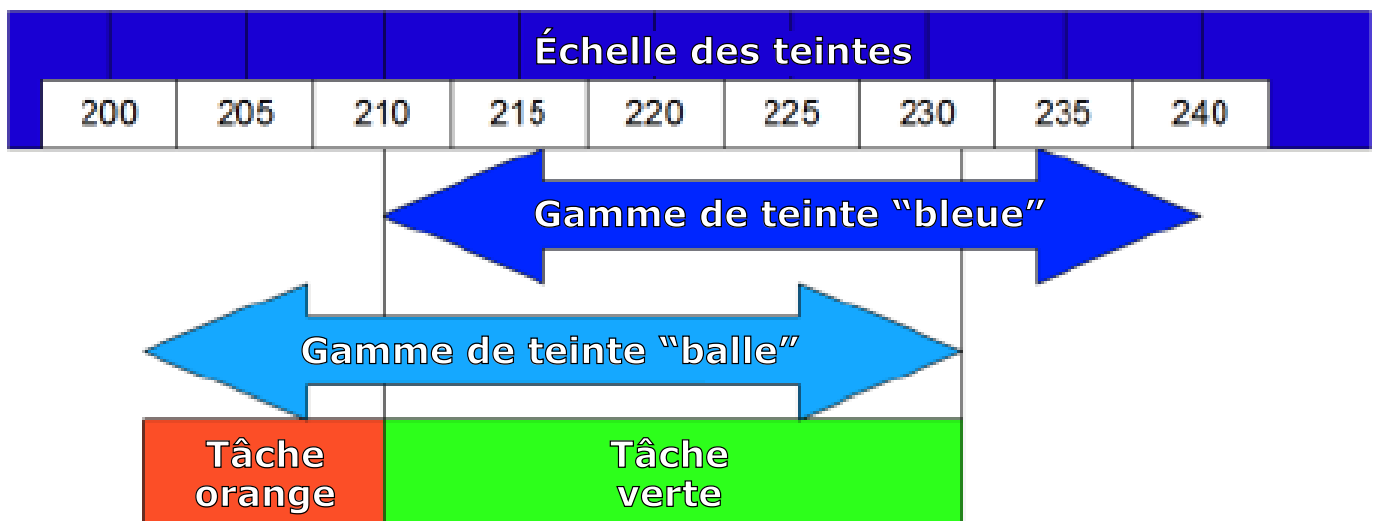 Échelle des teintes
200 205 210 215 220 225 230 235 240
Gamme de teinte “bleue”
Gamme de teinte “balle”
Tâche
orange
Tâche
verte